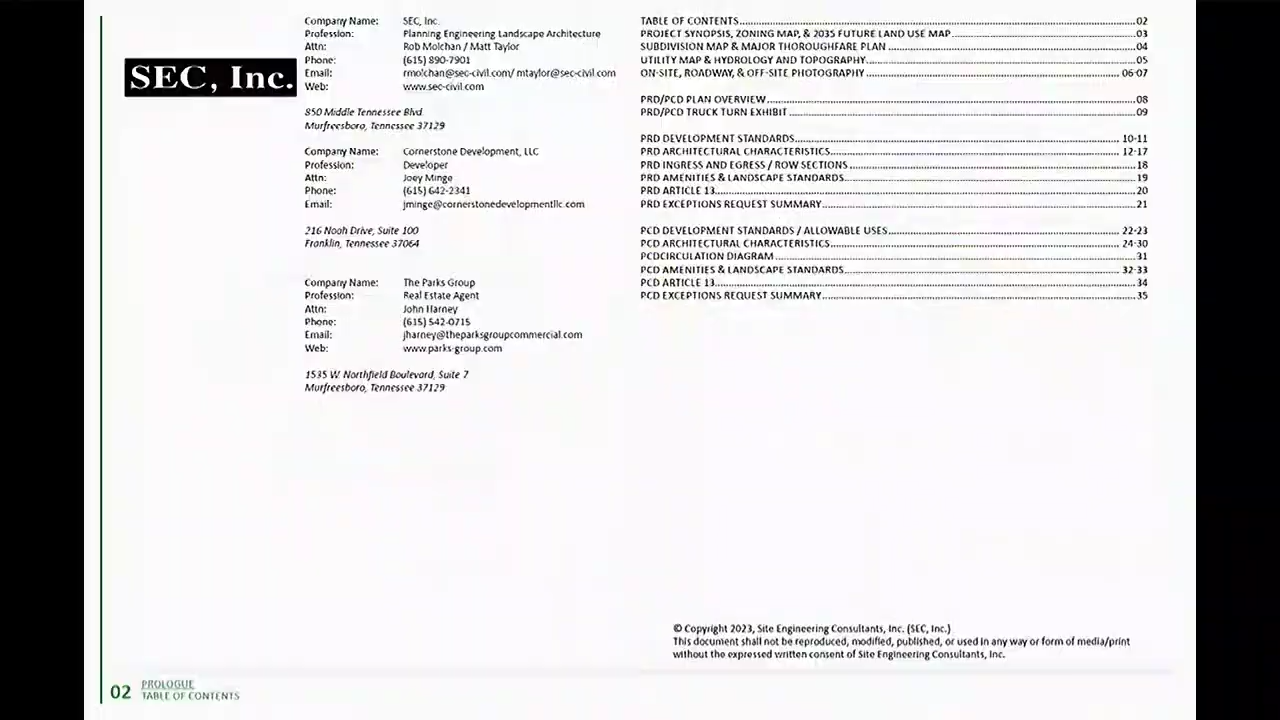 SEC, Inc.
Company Name: SEC, Inc.
Profession: Planning Engineering Landscape Architecture
Attn: Rob Molchan / Matt Taylor
Phone: (615) 890-7901
Email: rmolchan@sec-civil.com/ mtaylor@sec-civil.com
Web: www.sec-civil.com
850 Middle Tennessee Blvd.
Murfreesboro, Tennessee 37129
Company Name: Cornerstone Development, LLC
Profession: Developer
Attn: Joey Minge
Phone: (615) 642-2341
Email: jminge@cornerstonedevelopmentllc.com
216 Noah Drive, Suite 100
Franklin, Tennessee 37064
Company Name: The Parks Group
Profession: Real Estate Agent
Attn: John Harney
Phone: (615) 542-0715
Email: jharney@theparksgroupcommercial.com
Web: www.parks-group.com
1535 W. Northfield Boulevard, Suite 7
Murfreesboro, Tennessee 37129
TABLE OF CONTENTS 02
PROJECT SYNOPSIS, ZONING MAP, & 2035 FUTURE LAND USE MAP 03
SUBDIVISION MAP & MAJOR THOROUGHFARE PLAN 04
UTILITY MAP & HYDROLOGY AND TOPOGRAPHY 05
ON-SITE, ROADWAY, & OFF-SITE PHOTOGRAPHY 06-07
PRD/PCD PLAN OVERVIEW 08
PRD/PCD TRUCK TURN EXHIBIT 09
PRD DEVELOPMENT STANDARDS 10-11
PRD ARCHITECTURAL CHARACTERISTICS 12-17
PRD INGRESS AND EGRESS / ROW SECTIONS 18
PRD AMENITIES & LANDSCAPE STANDARDS 19
PRD ARTICLE 13 20
PRD EXCEPTIONS REQUEST SUMMARY 21
PCD DEVELOPMENT STANDARDS / ALLOWABLE USES 22-23
PCD ARCHITECTURAL CHARACTERISTICS 24-30
PCDCIRCULATION DIAGRAM 31
PCD AMENITIES & LANDSCAPE STANDARDS 32-33
PCD ARTICLE 13 34
PCD EXCEPTIONS REQUEST SUMMARY 35
© Copyright 2023, Site Engineering Consultants, Inc. (SEC, Inc.)
This document shall not be reproduced, modified, published, or used in any way or form of media/print
without the expressed written consent of Site Engineering Consultants, Inc.
02 PROLOGUE
TABLE OF CONTENTS